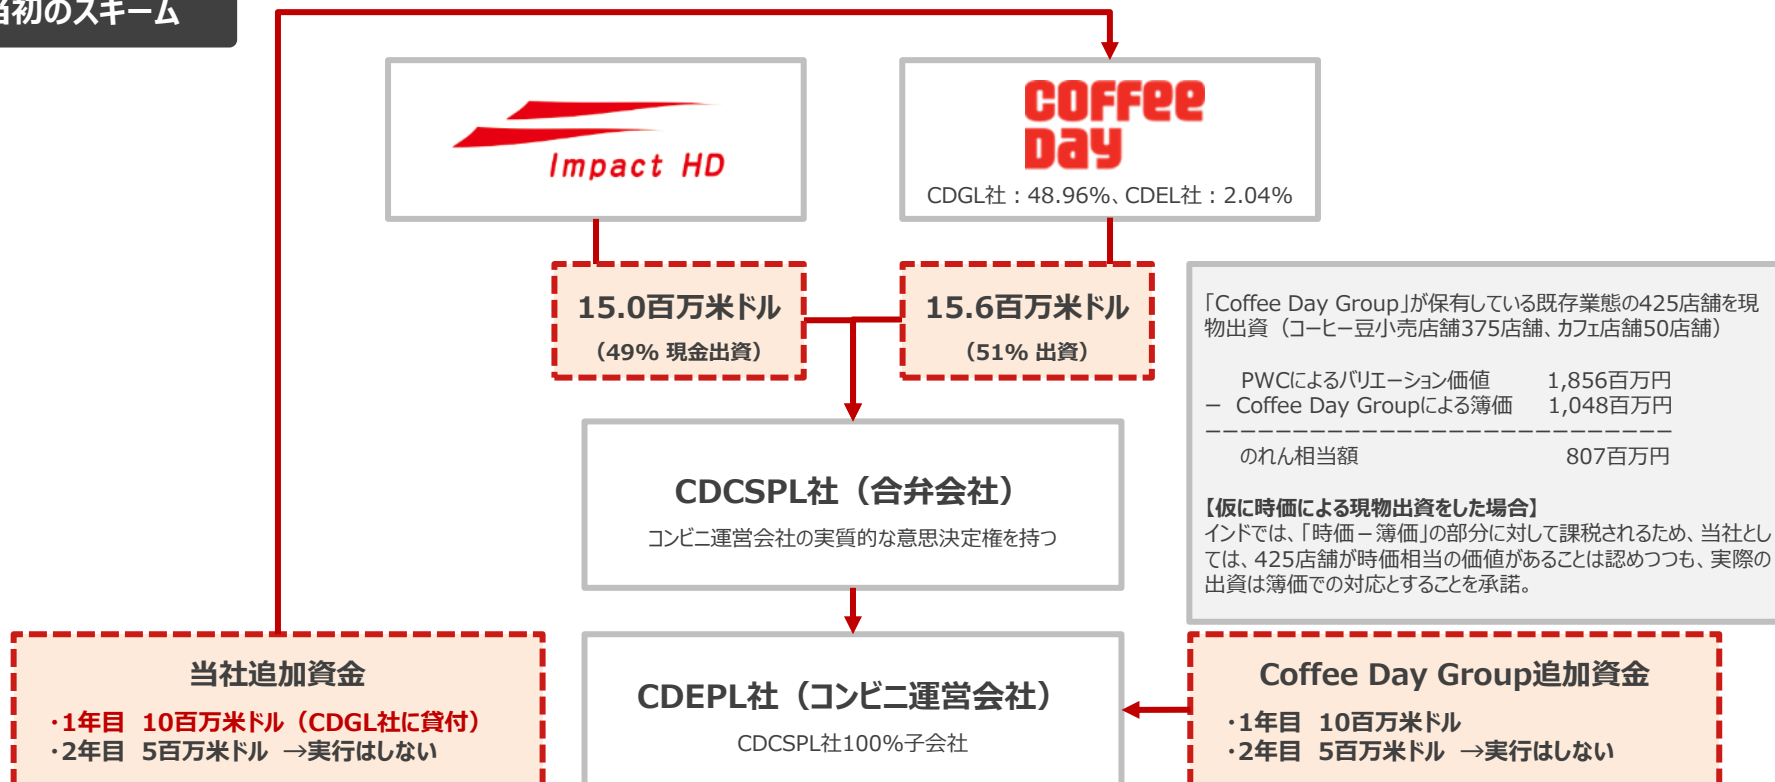 当初のスキーム
Impact HD
COFFEE
DAY
CDGL社：48.96%、CDEL社：2.04%
15.0百万米ドル
（49% 現金出資）
15.6百万米ドル
（51% 出資）
「Coffee Day Group」が保有している既存業態の425店舗を現
物出資（コーヒー豆小売店舗375店舗、カフェ店舗50店舗）
PWCによるバリエーション価値 1,856百万円
－ Coffee Day Groupによる簿価 1,048百万円
－－－－－－－－－－－－－－－－－－－－－－－－－－
のれん相当額 807百万円
【仮に時価による現物出資をした場合】
インドでは、「時価－簿価」の部分に対して課税されるため、当社とし
ては、425店舗が時価相当の価値があることは認めつつも、実際の
出資は簿価での対応とすることを承諾。
CDCSPL社（合弁会社）
コンビニ運営会社の実質的な意思決定権を持つ
当社追加資金
・1年目 10百万米ドル（CDGL社に貸付）
・2年目 5百万米ドル →実行はしない
CDEPL社（コンビニ運営会社）
CDCSPL社100%子会社
Coffee Day Group追加資金
・1年目 10百万米ドル
・2年目 5百万米ドル →実行はしない